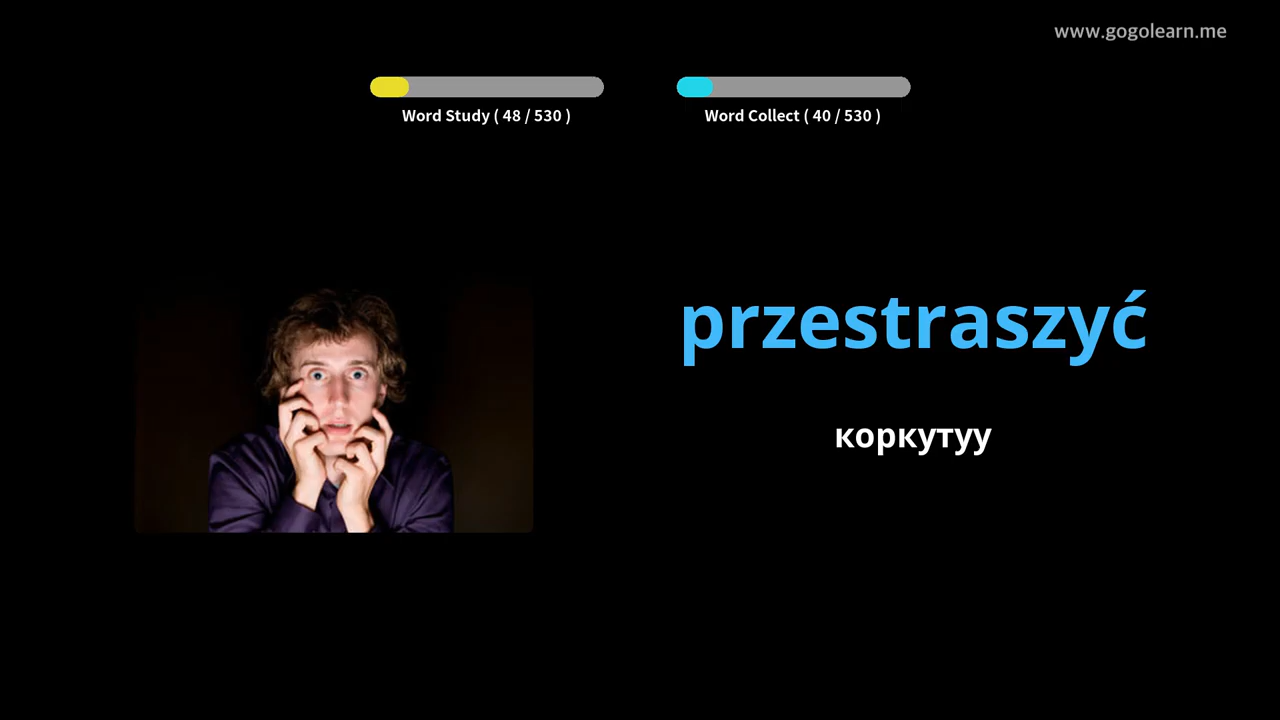 www.gogolearn.me
Word Study ( 48 / 530 )
Word Collect ( 40 / 530 )
przestraszyć
коркутуу